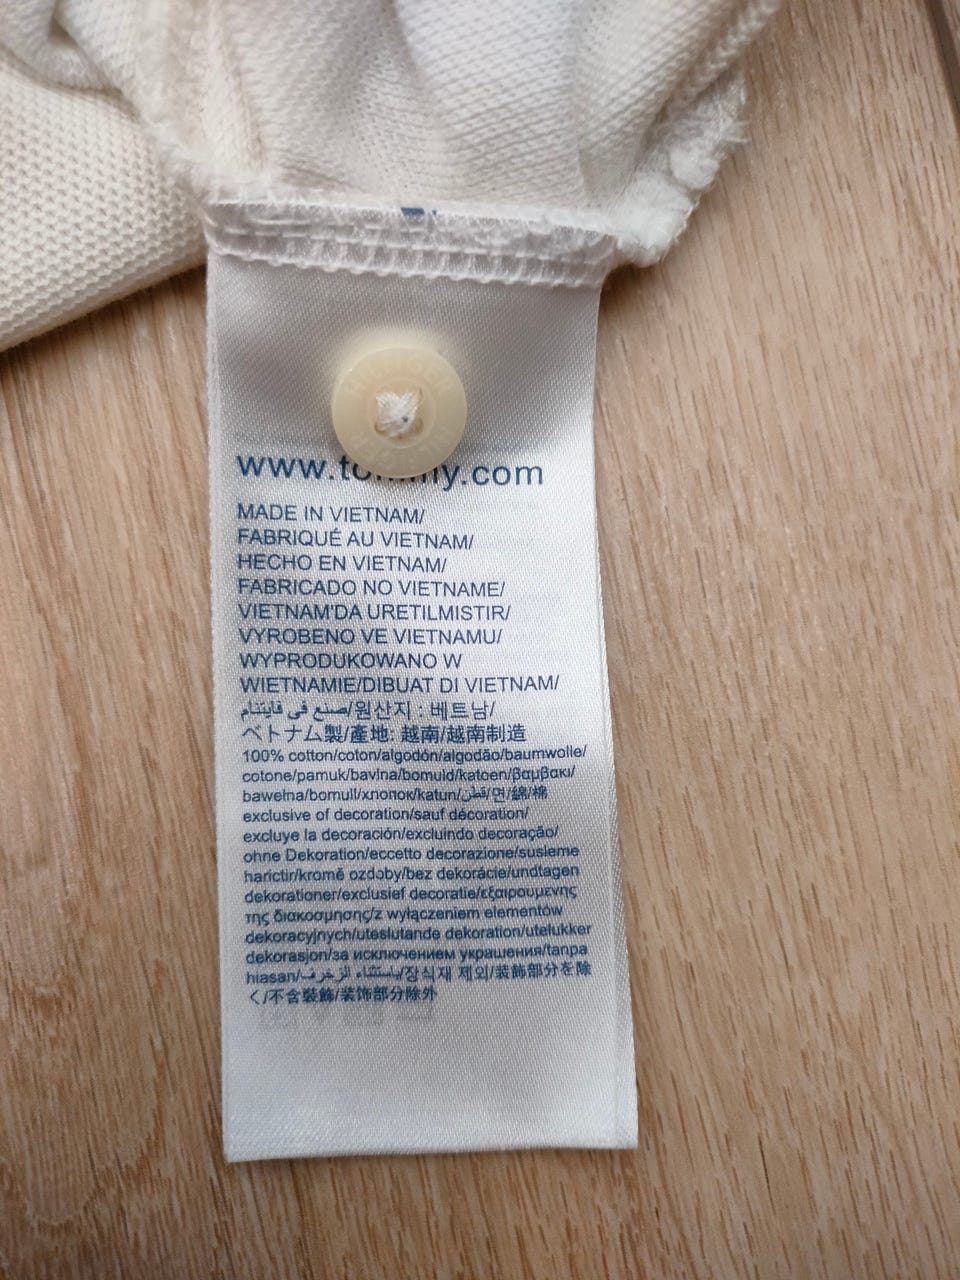 MADE IN VIETNAM/
FABRIQUÉ AU VIETNAM/
HECHO EN VIETNAM/
FABRICADO NO VIETNAME/
VIETNAM'DA URETILMISTIR/
VYROBENO VE VIETNAMU/
WYPRODUKOWANO W
WIETNAMIE/DIBUAT DI VIETNAM/
صنع في فايتنام/원산지 : 베트남/
ベトナム製/產地: 越南/越南制造
100% cotton/coton/algodón/algodão/baumwolle/
cotone/pamuk/bavlna/bomuld/katoen/βαμβακι/
bawełna/bomull/хлопок/katun/قطن/면/綿/棉
exclusive of decoration/sauf décoration/
excluye la decoración/excluindo decoração/
ohne Dekoration/eccetto decorazione/susleme
harictir/kromě ozdoby/bez dekorácie/undtagen
dekorationer/exclusief decoratie/εξαιρουμενης
της διακοσμησης/z wyłączeniem elementów
dekoracyjnych/uteslutande dekoration/utelukker
dekorasjon/за исключением украшения/tanpa
hiasan/باستثناء الزخرف/장식재 제외/装飾部分を除
く/不含裝飾/装饰部分除外